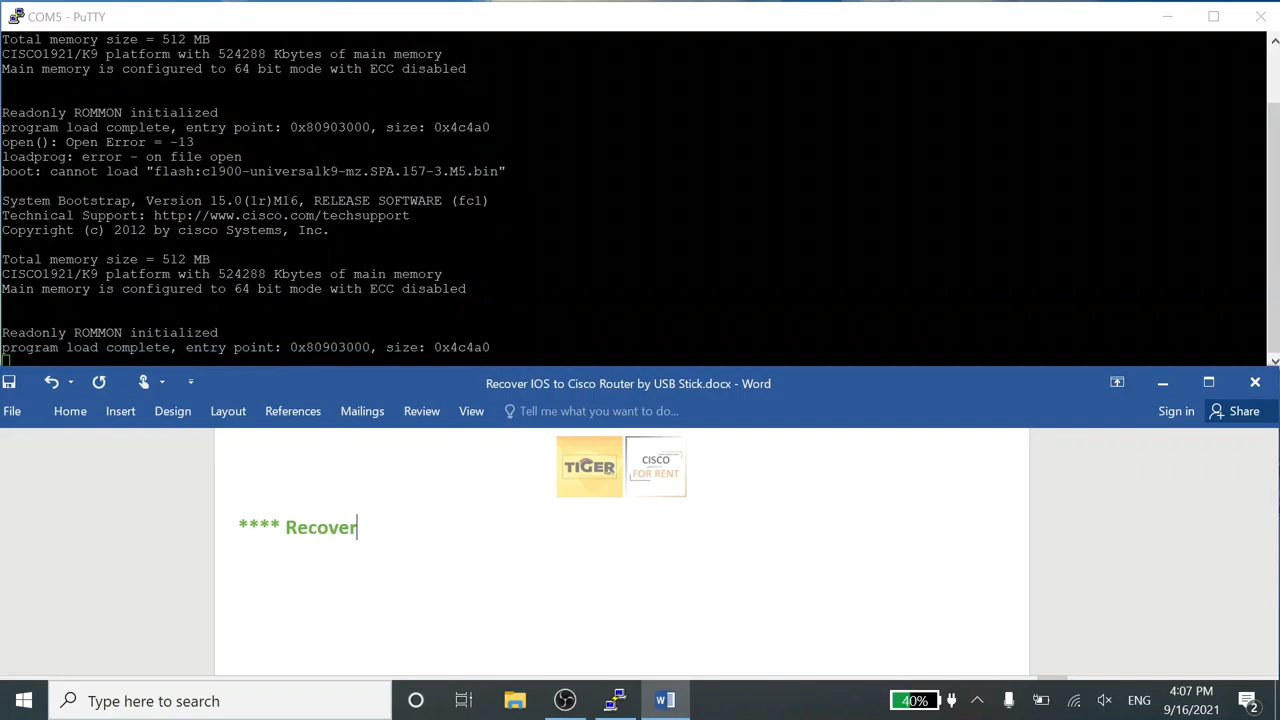 COM5 - PuTTY
Total memory size = 512 MB
CISCO1921/K9 platform with 524288 Kbytes of main memory
Main memory is configured to 64 bit mode with ECC disabled
Readonly ROMMON initialized
program load complete, entry point: 0x80903000, size: 0x4c4a0
open(): Open Error = -13
loadprog: error - on file open
boot: cannot load "flash:c1900-universalk9-mz.SPA.157-3.M5.bin"
System Bootstrap, Version 15.0(1r)M16, RELEASE SOFTWARE (fc1)
Technical Support: http://www.cisco.com/techsupport
Copyright (c) 2012 by cisco Systems, Inc.
Total memory size = 512 MB
CISCO1921/K9 platform with 524288 Kbytes of main memory
Main memory is configured to 64 bit mode with ECC disabled
Readonly ROMMON initialized
program load complete, entry point: 0x80903000, size: 0x4c4a0
Recover IOS to Cisco Router by USB Stick.docx - Word
File Home Insert Design Layout References Mailings Review View Tell me what you want to do... Sign in Share
TIGER CISCO
FOR RENT
**** Recover
Type here to search 40% ENG 4:07 PM
9/16/2021 2